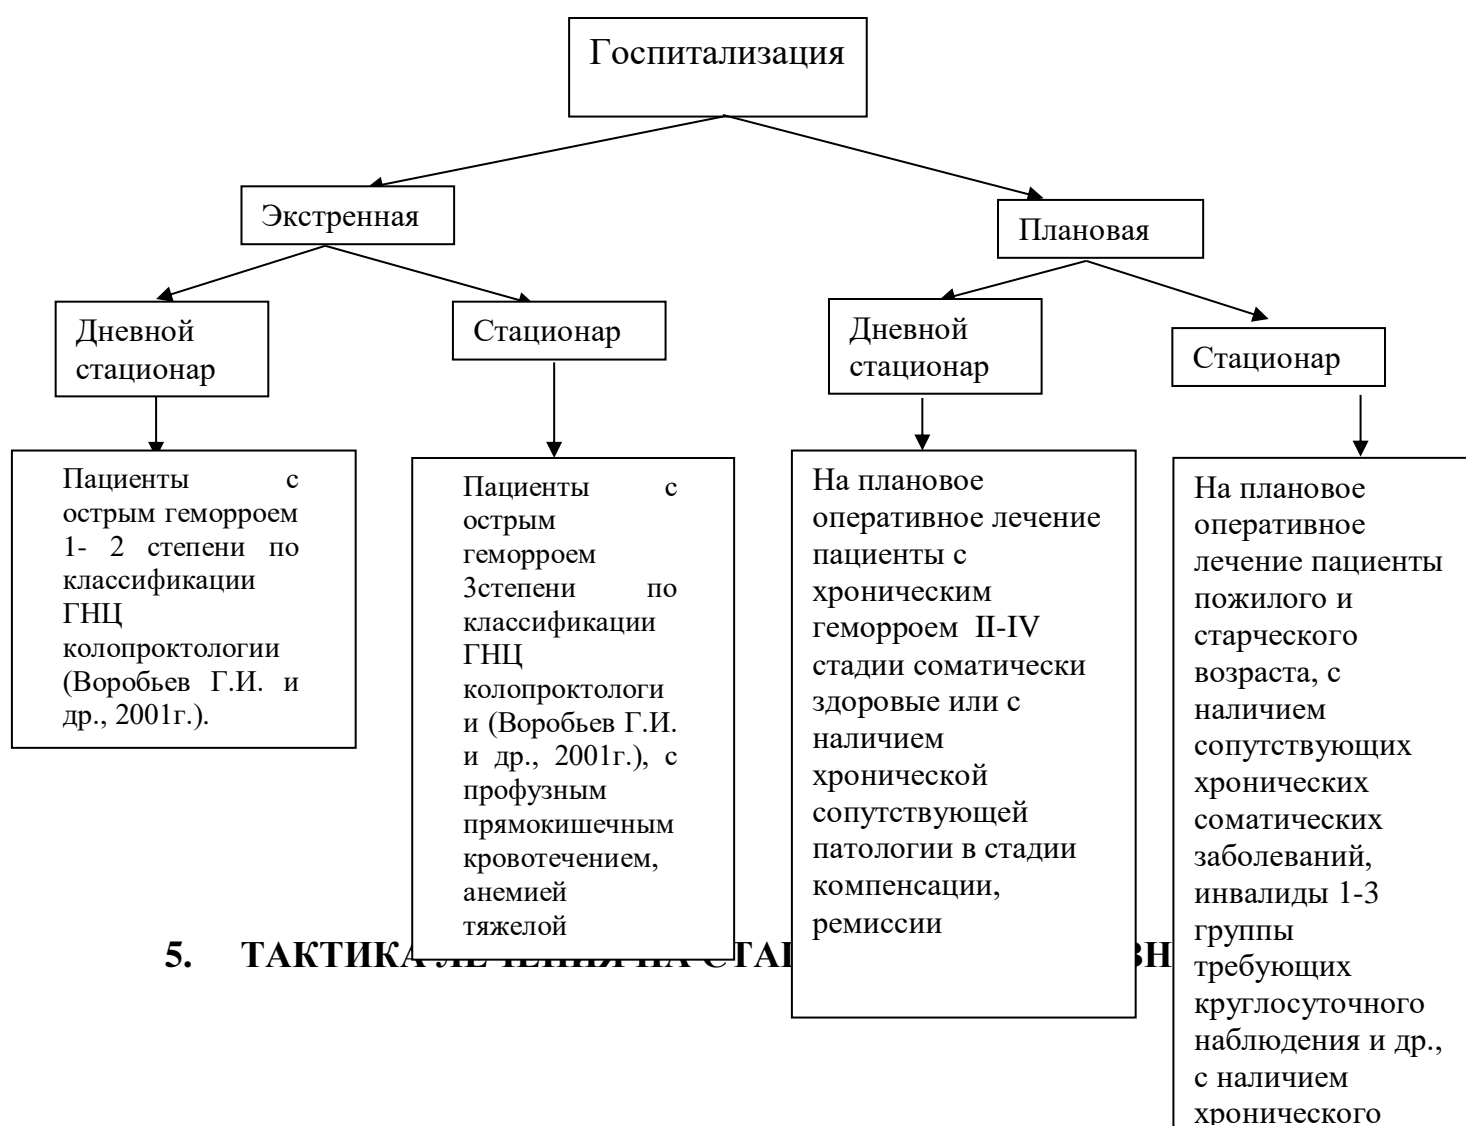 Госпитализация
Экстренная
Плановая
Дневной
стационар
Стационар
Дневной
стационар
Стационар
Пациенты с
острым геморроем
1- 2 степени по
классификации
ГНЦ
колопроктологии
(Воробьев Г.И. и
др., 2001г.).
Пациенты с
острым
геморроем
3степени по
классификации
ГНЦ
колопроктологи
и (Воробьев Г.И.
и др., 2001г.), с
профузным
прямокишечным
кровотечением,
анемией
тяжелой
На плановое
оперативное лечение
пациенты с
хроническим
геморроем II-IV
стадии соматически
здоровые или с
наличием
хронической
сопутствующей
патологии в стадии
компенсации,
ремиссии
На плановое
оперативное
лечение пациенты
пожилого и
старческого
возраста, с
наличием
сопутствующих
хронических
соматических
заболеваний,
инвалиды 1-3
группы
требующих
круглосуточного
наблюдения и др.,
с наличием
хронического
5. ТАКТИКА ЛЕЧЕНИЯ НА